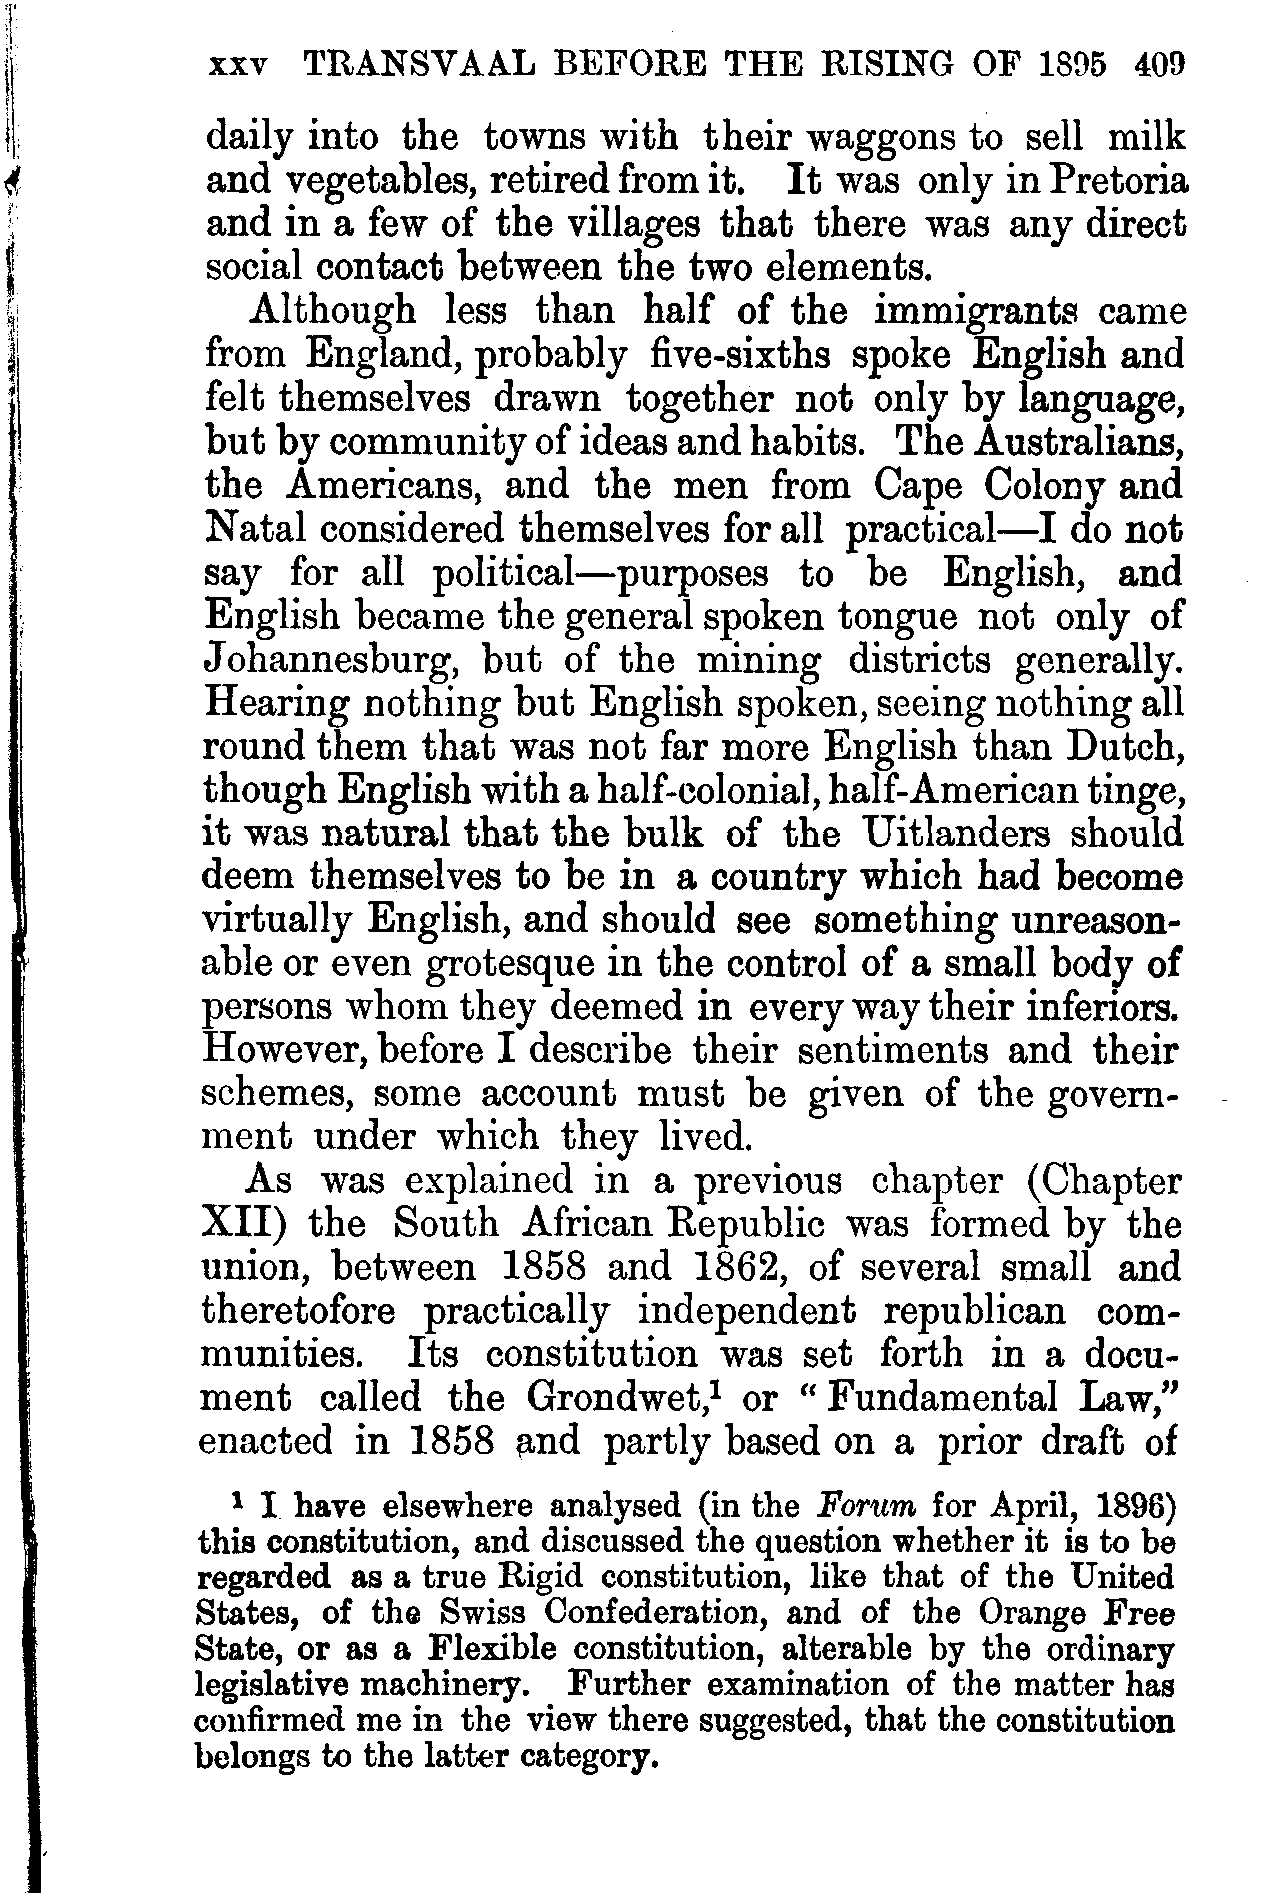 xxv TRANSVAAL BEFORE THE RISING OF 1895 409
daily into the towns with their waggons to sell milk
and vegetables, retired from it. It was only in Pretoria
and in a few of the villages that there was any direct
social contact between the two elements.
Although less than half of the immigrants came
from England, probably five-sixths spoke English and
felt themselves drawn together not only by language,
but by community of ideas and habits. The Australians,
the Americans, and the men from Cape Colony and
Natal considered themselves for all practical—I do not
say for all political—purposes to be English, and
English became the general spoken tongue not only of
Johannesburg, but of the mining districts generally.
Hearing nothing but English spoken, seeing nothing all
round them that was not far more English than Dutch,
though English with a half-colonial, half-American tinge,
it was natural that the bulk of the Uitlanders should
deem themselves to be in a country which had become
virtually English, and should see something unreason-
able or even grotesque in the control of a small body of
persons whom they deemed in every way their inferiors.
However, before I describe their sentiments and their
schemes, some account must be given of the govern-
ment under which they lived.
As was explained in a previous chapter (Chapter
XII) the South African Republic was formed by the
union, between 1858 and 1862, of several small and
theretofore practically independent republican com-
munities. Its constitution was set forth in a docu-
ment called the Grondwet,¹ or “Fundamental Law,”
enacted in 1858 and partly based on a prior draft of
¹ I have elsewhere analysed (in the Forum for April, 1896)
this constitution, and discussed the question whether it is to be
regarded as a true Rigid constitution, like that of the United
States, of the Swiss Confederation, and of the Orange Free
State, or as a Flexible constitution, alterable by the ordinary
legislative machinery. Further examination of the matter has
confirmed me in the view there suggested, that the constitution
belongs to the latter category.